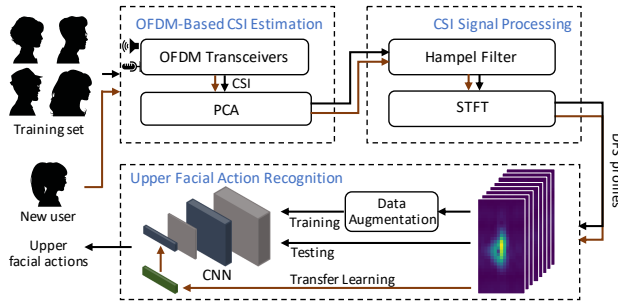 OFDM-Based CSI Estimation
CSI Signal Processing
OFDM Transceivers
Hampel Filter
CSI
PCA
STFT
Training set
DFS profiles
New user
Upper Facial Action Recognition
Data
Augmentation
Training
Testing
CNN
Transfer Learning
Upper
facial actions